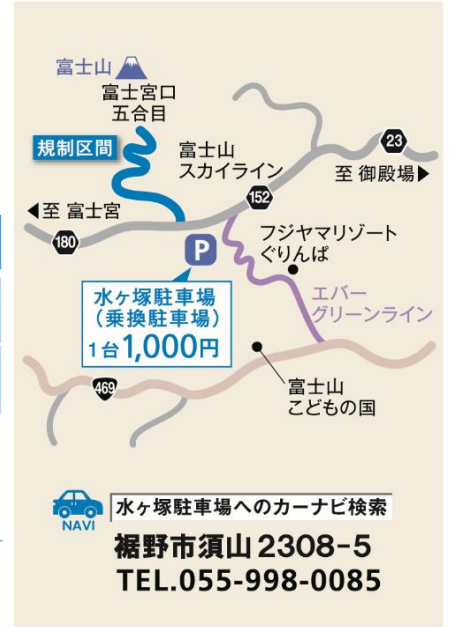 富士山
富士宮口
五合目
規制区間
富士山
スカイライン
23
至 御殿場▶
152
◀至 富士宮
180
P
フジヤマリゾート
ぐりんぱ
水ヶ塚駐車場
(乗換駐車場)
1台1,000円
エバー
グリーンライン
469
富士山
こどもの国
NAVI
水ヶ塚駐車場へのカーナビ検索
裾野市須山2308-5
TEL.055-998-0085